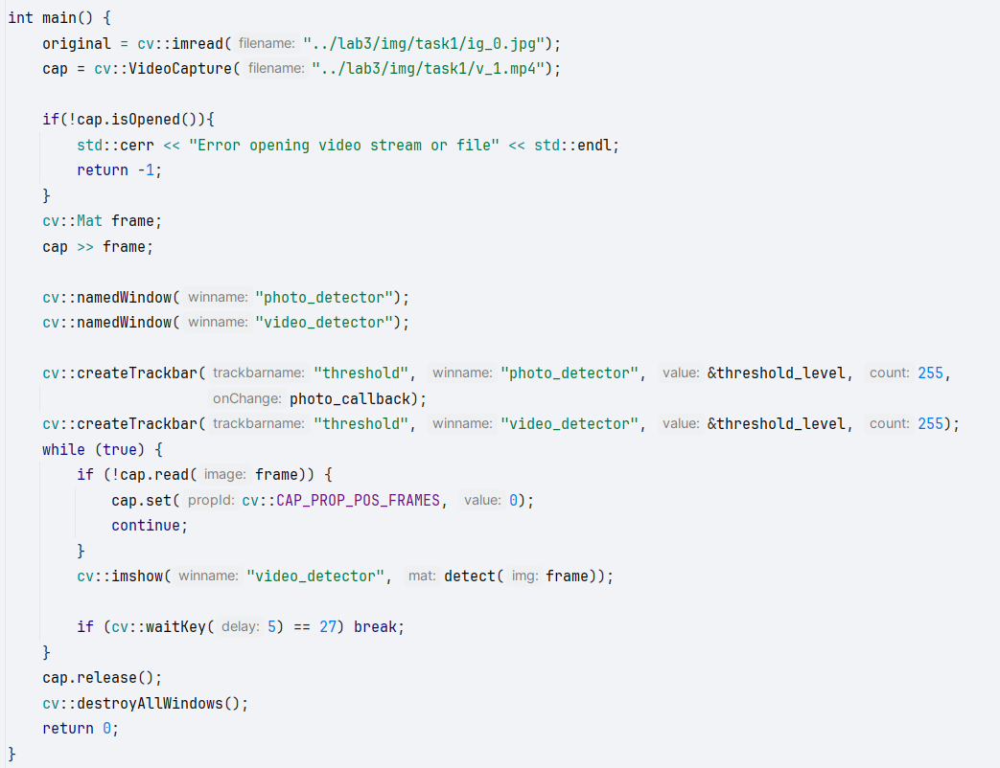 int main() {
    original = cv::imread( filename: "../lab3/img/task1/ig_0.jpg");
    cap = cv::VideoCapture( filename: "../lab3/img/task1/v_1.mp4");

    if(!cap.isOpened()){
        std::cerr << "Error opening video stream or file" << std::endl;
        return -1;
    }
    cv::Mat frame;
    cap >> frame;

    cv::namedWindow( winname: "photo_detector");
    cv::namedWindow( winname: "video_detector");

    cv::createTrackbar( trackbarname: "threshold", winname: "photo_detector", value: &threshold_level, count: 255,
                        onChange: photo_callback);
    cv::createTrackbar( trackbarname: "threshold", winname: "video_detector", value: &threshold_level, count: 255);
    while (true) {
        if (!cap.read( image: frame)) {
            cap.set( propId: cv::CAP_PROP_POS_FRAMES, value: 0);
            continue;
        }
        cv::imshow( winname: "video_detector", mat: detect( img: frame));

        if (cv::waitKey( delay: 5) == 27) break;
    }
    cap.release();
    cv::destroyAllWindows();
    return 0;
}